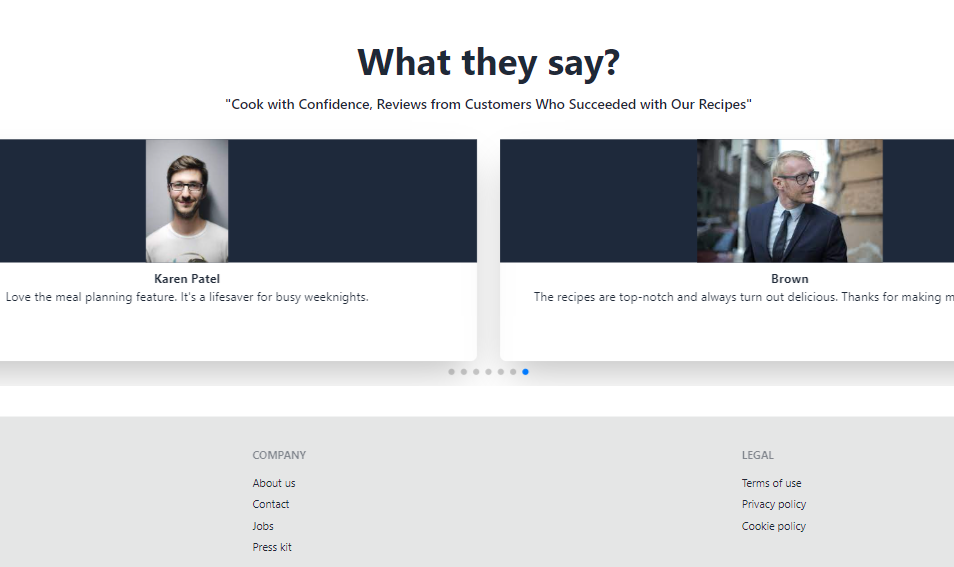 What they say?
"Cook with Confidence, Reviews from Customers Who Succeeded with Our Recipes"
Karen Patel
Love the meal planning feature. It's a lifesaver for busy weeknights.
Brown
The recipes are top-notch and always turn out delicious. Thanks for making
COMPANY
About us
Contact
Jobs
Press kit
LEGAL
Terms of use
Privacy policy
Cookie policy